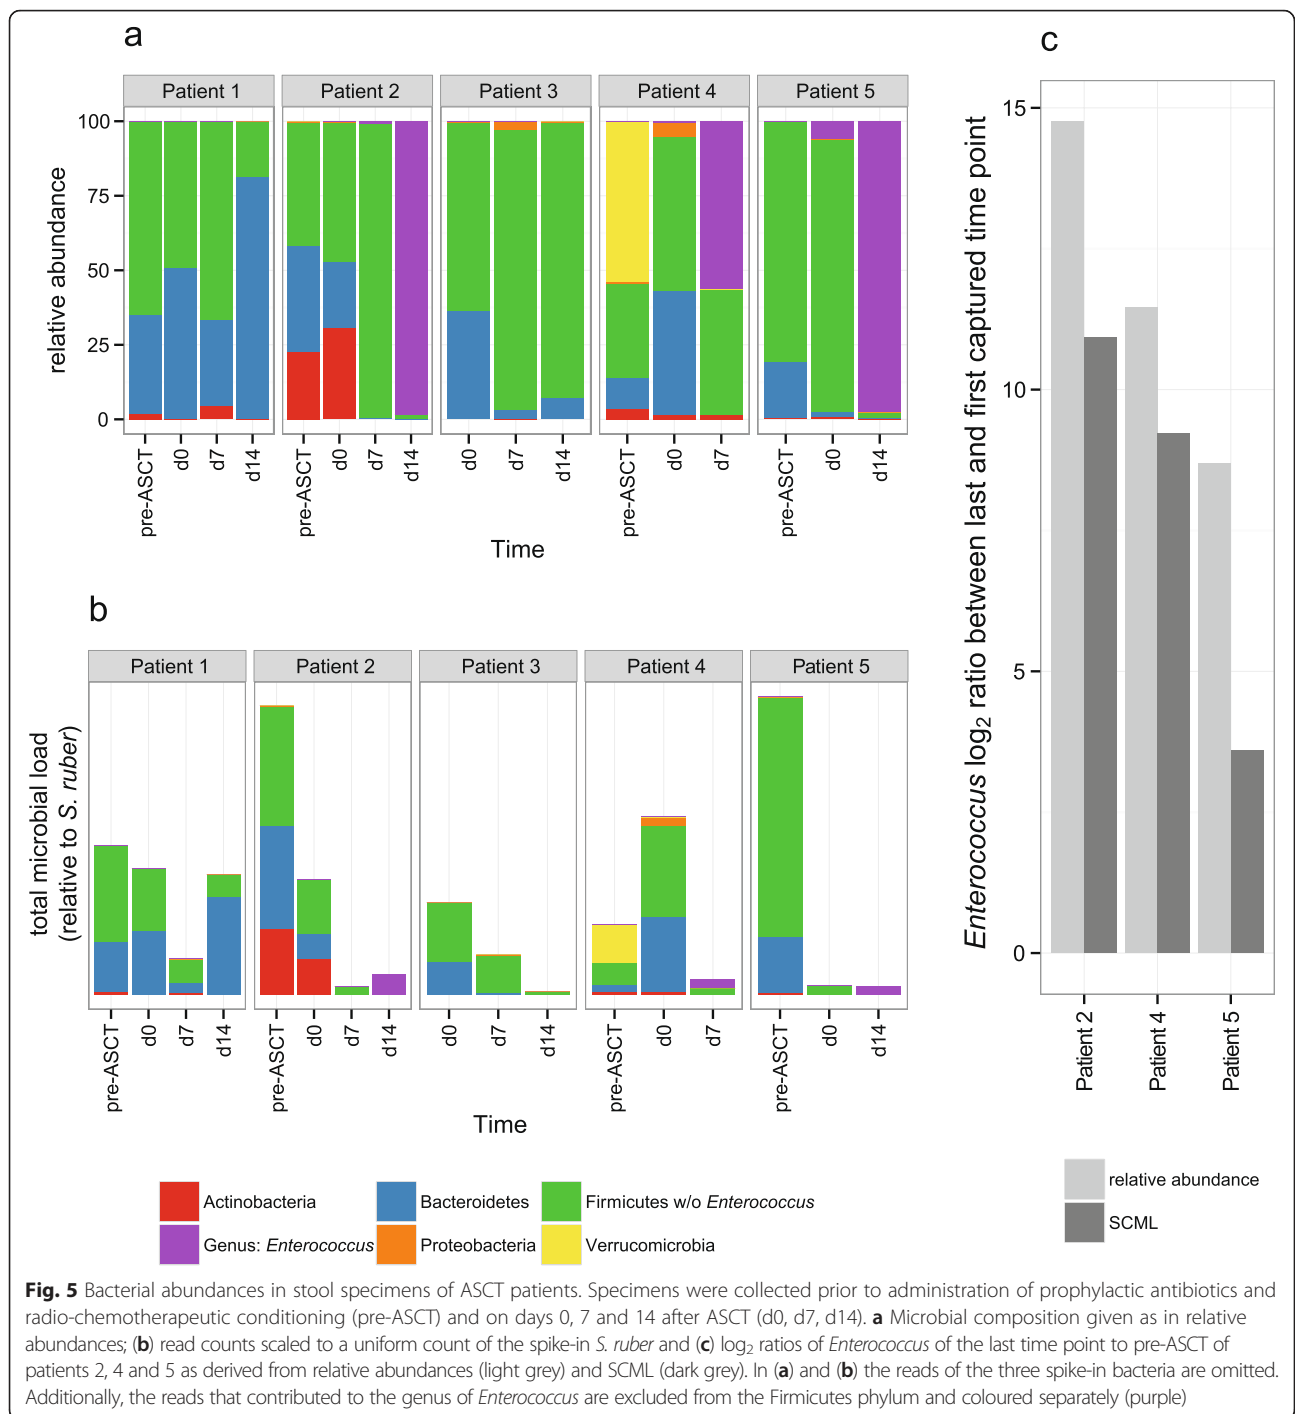 a
Patient 1
Patient 2
Patient 3
Patient 4
Patient 5
relative abundance
100
75
50
25
0
pre-ASCT
d0
d7
d14
pre-ASCT
d0
d7
d14
d0
d7
d14
pre-ASCT
d0
d7
pre-ASCT
d0
d14
Time
b
Patient 1
Patient 2
Patient 3
Patient 4
Patient 5
total microbial load
(relative to S. ruber)
pre-ASCT
d0
d7
d14
pre-ASCT
d0
d7
d14
d0
d7
d14
pre-ASCT
d0
d7
pre-ASCT
d0
d14
Time
Actinobacteria
Bacteroidetes
Firmicutes w/o Enterococcus
Genus: Enterococcus
Proteobacteria
Verrucomicrobia
c
Enterococcus log2 ratio between last and first captured time point
15
10
5
0
Patient 2
Patient 4
Patient 5
relative abundance
SCML
Fig. 5 Bacterial abundances in stool specimens of ASCT patients. Specimens were collected prior to administration of prophylactic antibiotics and
radio-chemotherapeutic conditioning (pre-ASCT) and on days 0, 7 and 14 after ASCT (d0, d7, d14). a Microbial composition given as in relative
abundances; (b) read counts scaled to a uniform count of the spike-in S. ruber and (c) log2 ratios of Enterococcus of the last time point to pre-ASCT of
patients 2, 4 and 5 as derived from relative abundances (light grey) and SCML (dark grey). In (a) and (b) the reads of the three spike-in bacteria are omitted.
Additionally, the reads that contributed to the genus of Enterococcus are excluded from the Firmicutes phylum and coloured separately (purple)